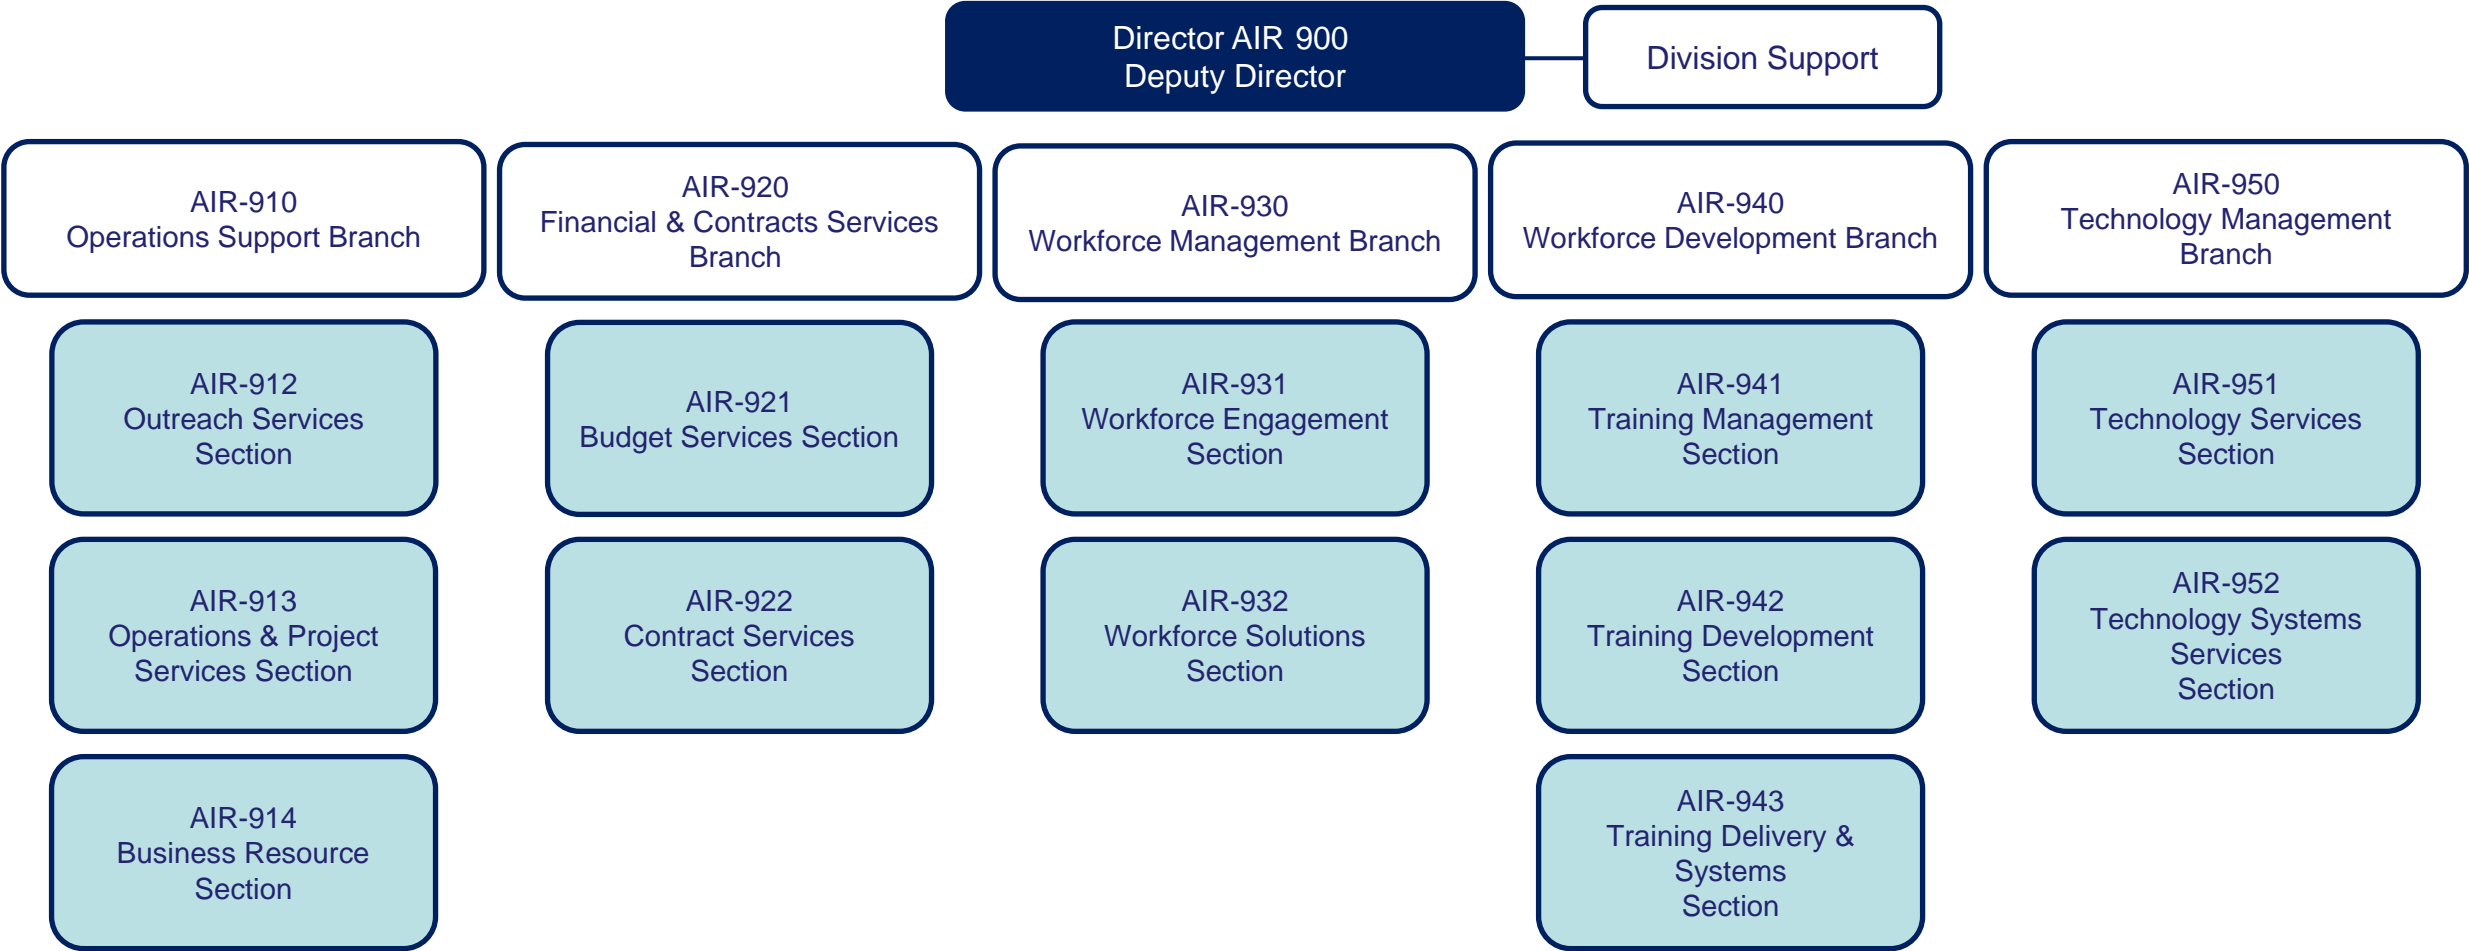 Director AIR 900
Deputy Director
Division Support
AIR-910
Operations Support Branch
AIR-920
Financial & Contracts Services
Branch
AIR-930
Workforce Management Branch
AIR-940
Workforce Development Branch
AIR-950
Technology Management
Branch
AIR-912
Outreach Services
Section
AIR-921
Budget Services Section
AIR-931
Workforce Engagement
Section
AIR-941
Training Management
Section
AIR-951
Technology Services
Section
AIR-913
Operations & Project
Services Section
AIR-922
Contract Services
Section
AIR-932
Workforce Solutions
Section
AIR-942
Training Development
Section
AIR-952
Technology Systems
Services
Section
AIR-914
Business Resource
Section
AIR-943
Training Delivery &
Systems
Section